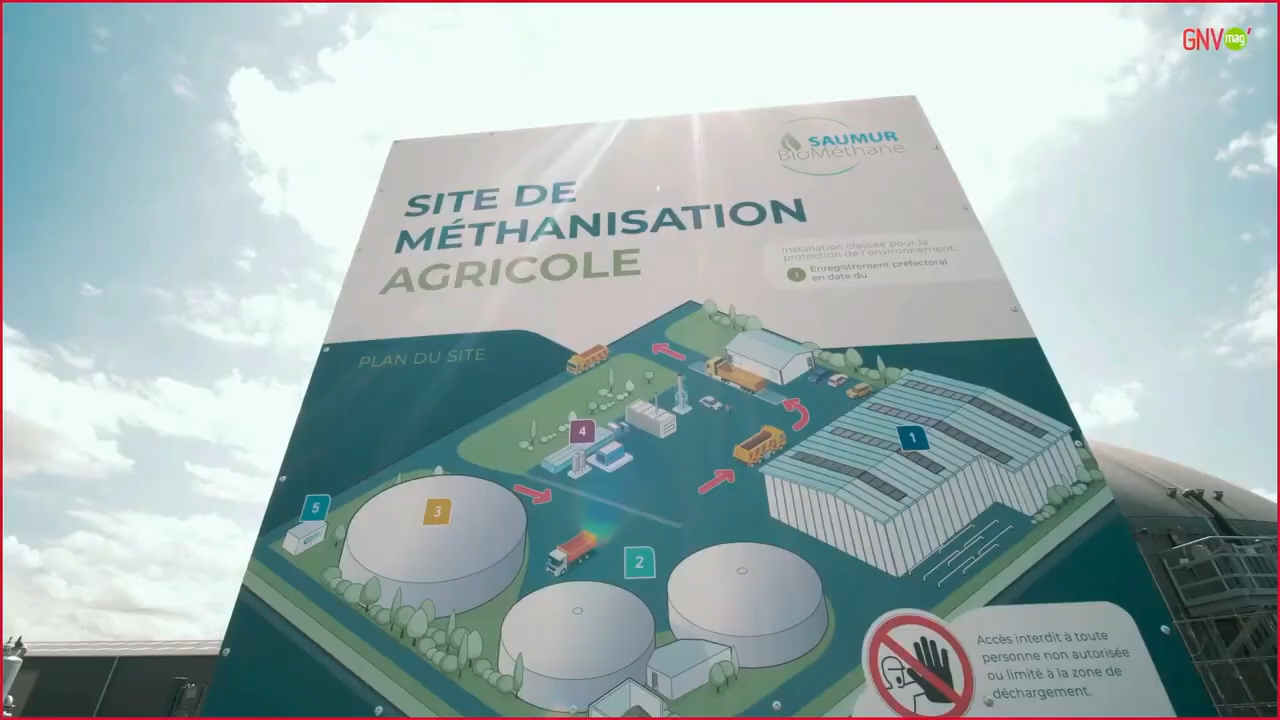 GNV mag'
SAUMUR
BioMéthane
SITE DE
MÉTHANISATION
AGRICOLE
Installation classée pour la
protection de l'environnement.
Enregistrement préfectoral
en date du
PLAN DU SITE
4
1
5
3
2
Accès interdit à toute
personne non autorisée
ou limité à la zone de
déchargement.